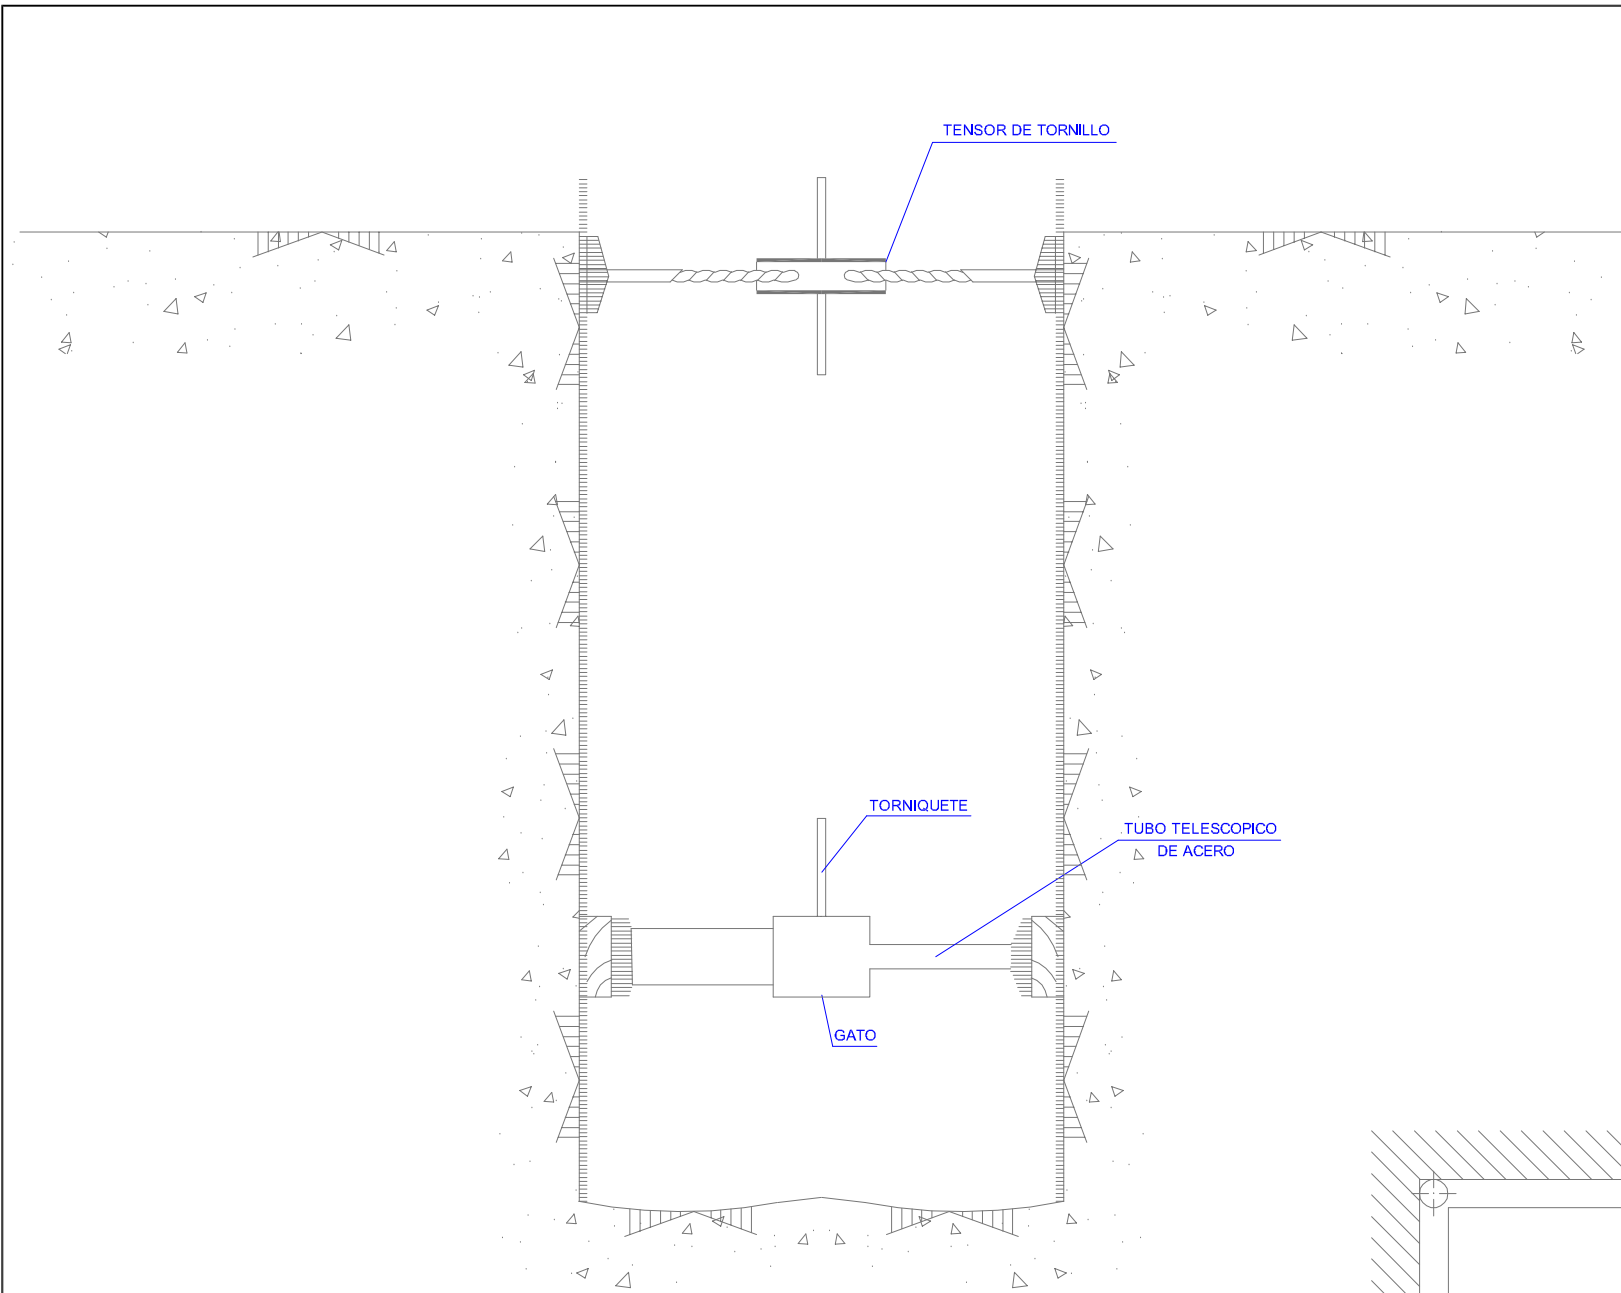 TENSOR DE TORNILLO
TORNIQUETE
TUBO TELESCOPICO
DE ACERO
GATO